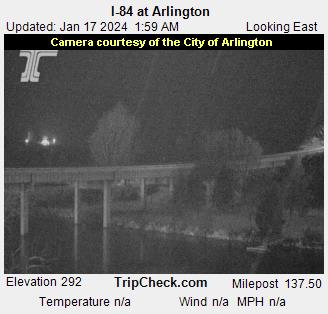 I-84 at Arlington
Updated: Jan 17 2024 1:59 AM Looking East
Camera courtesy of the City of Arlington
Elevation 292 TripCheck.com Milepost 137.50
Temperature n/a Wind n/a MPH n/a